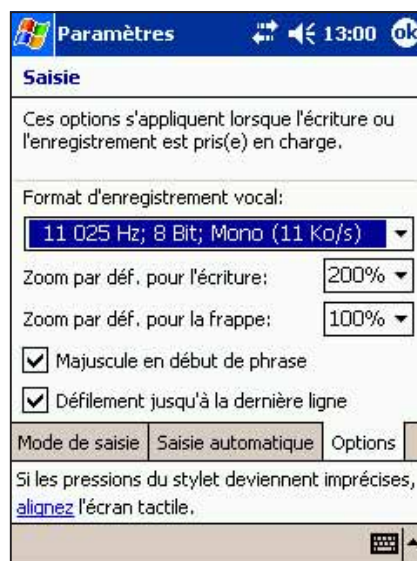 Paramètres 13:00 ok
Saisie
Ces options s'appliquent lorsque l'écriture ou
l'enregistrement est pris(e) en charge.
Format d'enregistrement vocal:
11 025 Hz; 8 Bit; Mono (11 Ko/s)
Zoom par déf. pour l'écriture: 200%
Zoom par déf. pour la frappe: 100%
Majuscule en début de phrase
Défilement jusqu'à la dernière ligne
Mode de saisie Saisie automatique Options
Si les pressions du stylet deviennent imprécises,
alignez l'écran tactile.